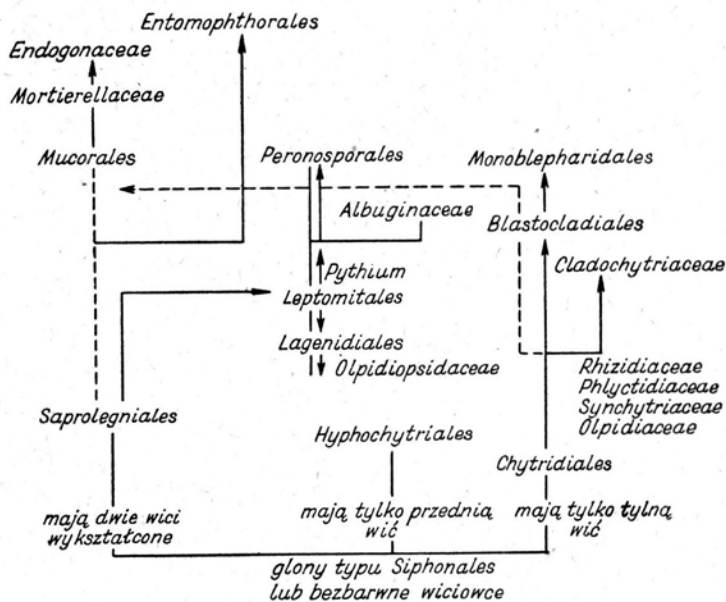 Entomophthorales
Endogonaceae
Mortierellaceae
Mucorales
Peronosporales
Monoblepharidales
Albuginaceae
Blastocladiales
Cladochytriaceae
Pythium
Leptomitales
Lagenidiales
Olpidiopsidaceae
Rhizidiaceae
Phlyctidiaceae
Synchytriaceae
Olpidiaceae
Saprolegniales
Hyphochytriales
Chytridiales
mają dwie wici
wykształcone
mają tylko przednią
wić
mają tylko tylną
wić
glony typu Siphonales
lub bezbarwne wiciowce